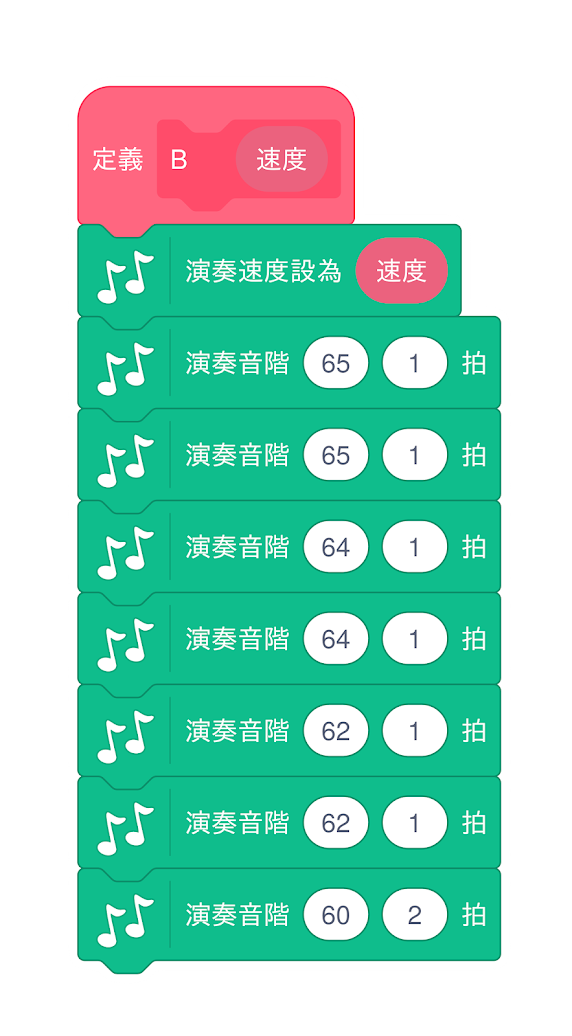 定義 B 速度
演奏速度設為 速度
演奏音階 65 1 拍
演奏音階 65 1 拍
演奏音階 64 1 拍
演奏音階 64 1 拍
演奏音階 62 1 拍
演奏音階 62 1 拍
演奏音階 60 2 拍